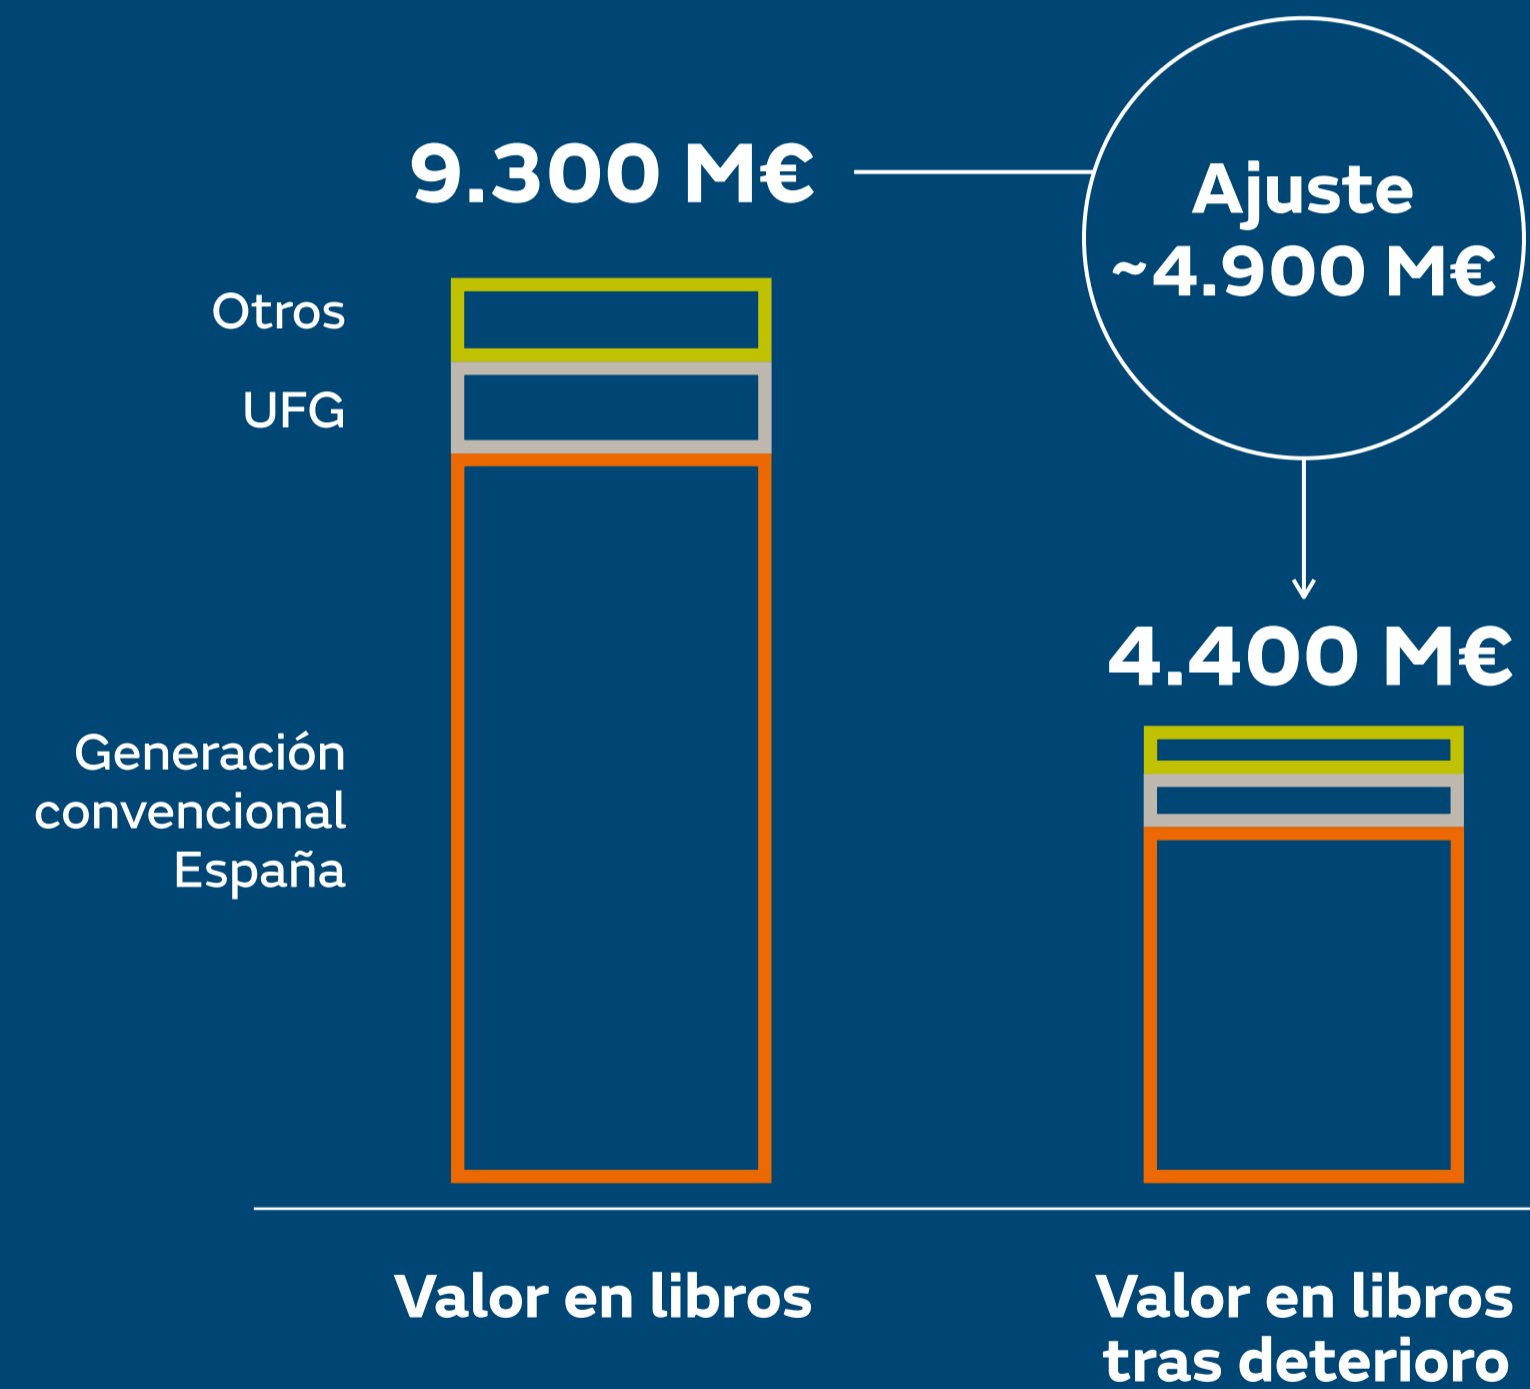 9.300 M€
Ajuste
~4.900 M€
Otros
UFG
Generación
convencional
España
4.400 M€
Valor en libros
Valor en libros
tras deterioro